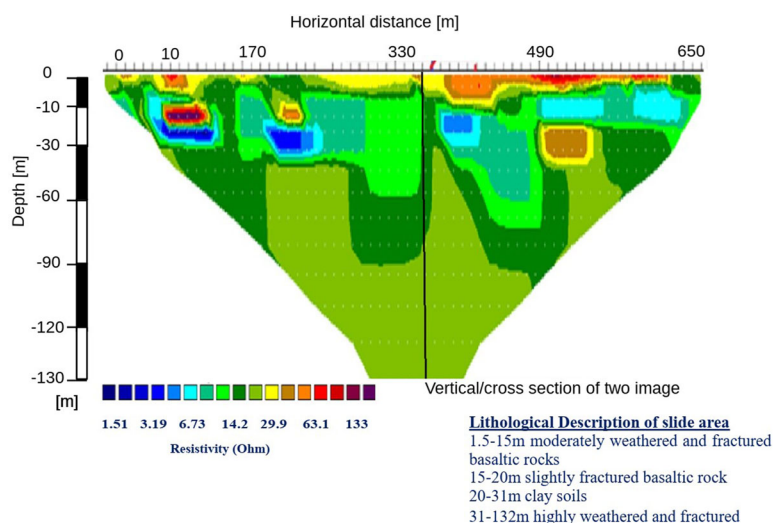 Horizontal distance [m]
0 10 170 330 490 650
0
-10
-30
-60
-90
-120
-130
Depth [m]
[m]
Vertical/cross section of two image
1.51 3.19 6.73 14.2 29.9 63.1 133
Resistivity (Ohm)
Lithological Description of slide area
1.5-15m moderately weathered and fractured
basaltic rocks
15-20m slightly fractured basaltic rock
20-31m clay soils
31-132m highly weathered and fractured